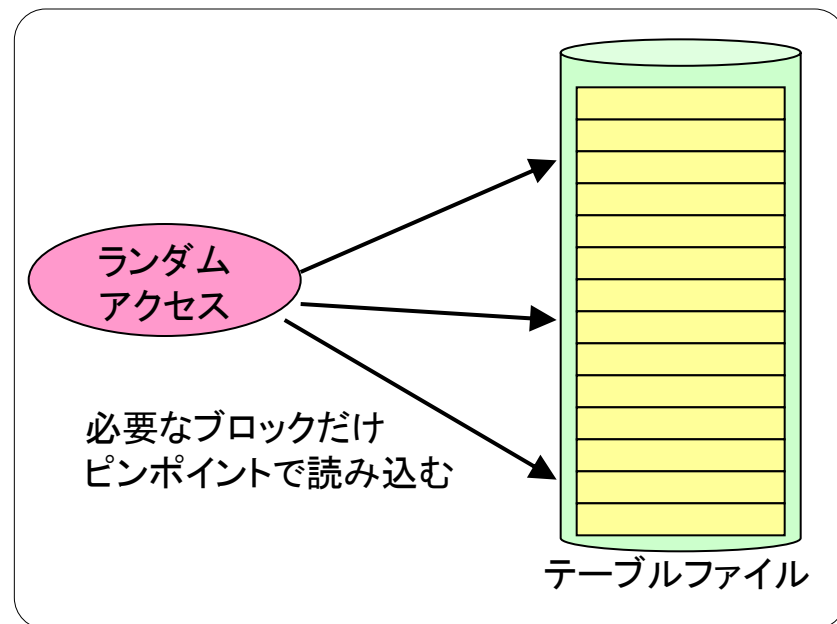 ランダム
アクセス
必要なブロックだけ
ピンポイントで読み込む
テーブルファイル